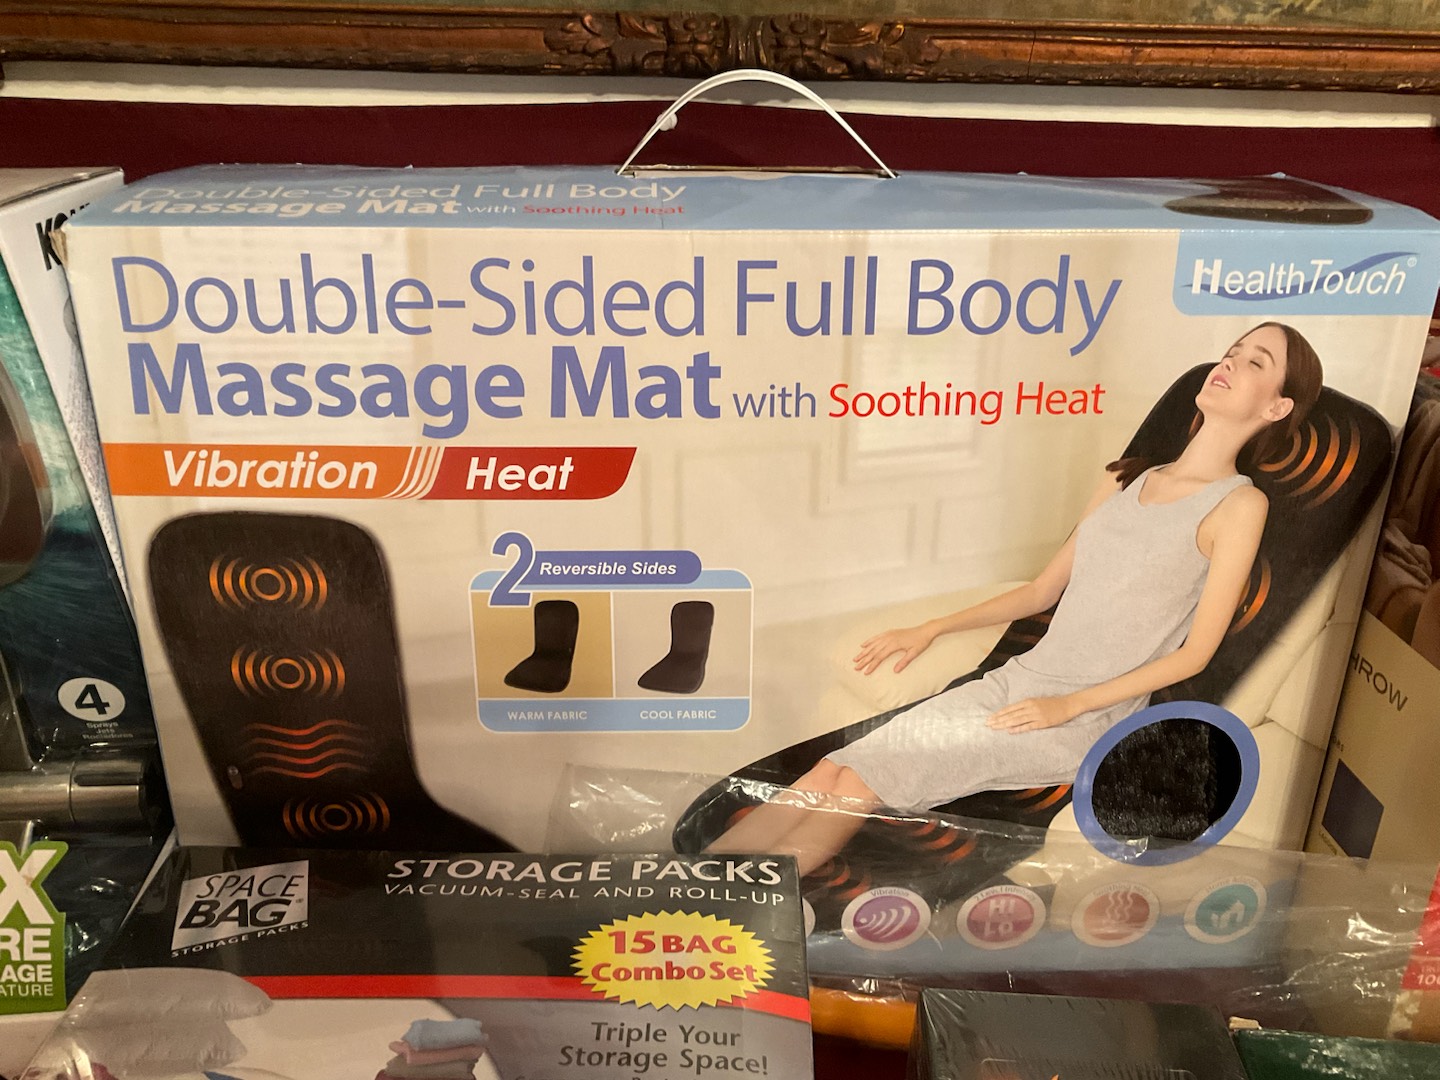 Double-Sided Full Body
Massage Mat with Soothing Heat
HealthTouch
Double-Sided Full Body
Massage Mat with Soothing Heat
Vibration Heat
2 Reversible Sides
WARM FABRIC COOL FABRIC
Vibration
Hi
Lo
4
Sprays
Jets
SPACE
BAG
STORAGE PACKS
STORAGE PACKS
VACUUM-SEAL AND ROLL-UP
15 BAG
Combo Set
Triple Your
Storage Space!